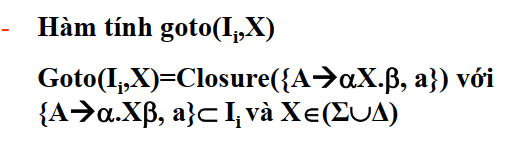 - Hàm tính goto(Iᵢ,X)
Goto(Iᵢ,X)=Closure({A→αX.β, a}) với
{A→α.Xβ, a}⊂ Iᵢ và X∈(Σ∪Δ)